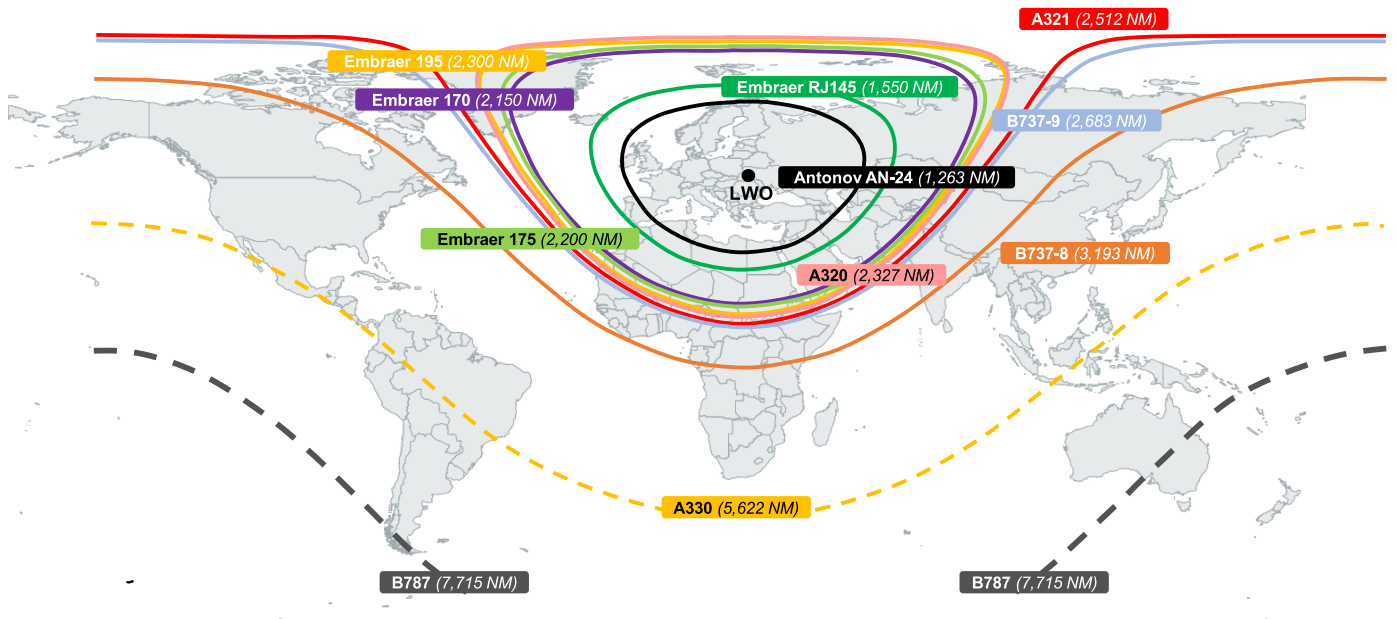 A321 (2,512 NM)
Embraer 195 (2,300 NM)
Embraer RJ145 (1,550 NM)
Embraer 170 (2,150 NM)
B737-9 (2,683 NM)
Antonov AN-24 (1,263 NM)
LWO
Embraer 175 (2,200 NM)
B737-8 (3,193 NM)
A320 (2,327 NM)
A330 (5,622 NM)
B787 (7,715 NM)
B787 (7,715 NM)